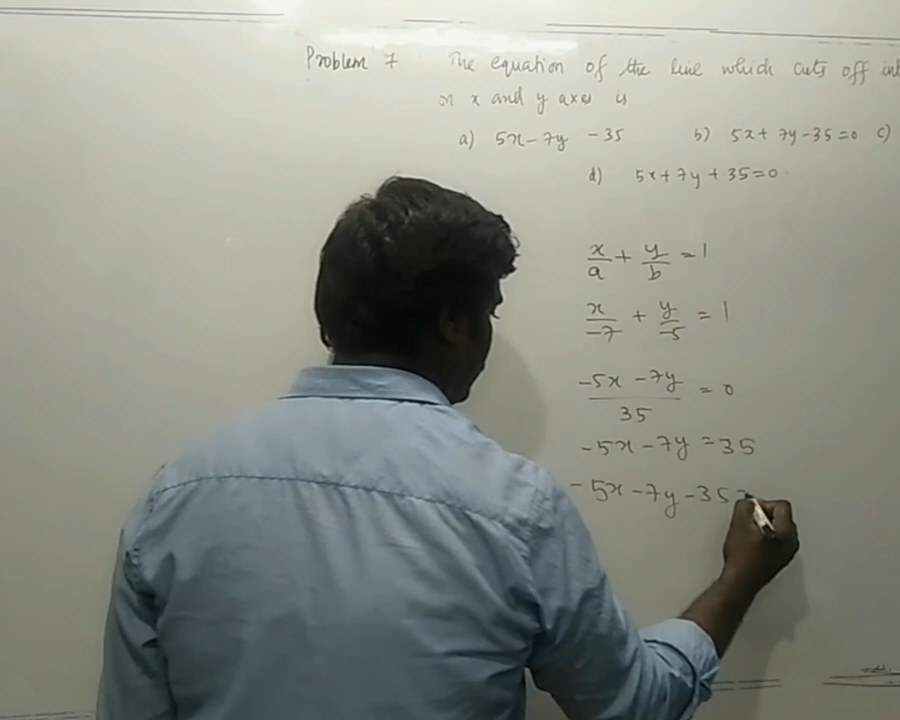 Problem 7 The equation of the line which cuts off
on x and y axes is
a) 5x - 7y - 35 b) 5x + 7y - 35 = 0 c)
d) 5x + 7y + 35 = 0
x/a + y/b = 1
x/-7 + y/-5 = 1
-5x - 7y / 35 = 0
-5x - 7y = 35
-5x - 7y - 35